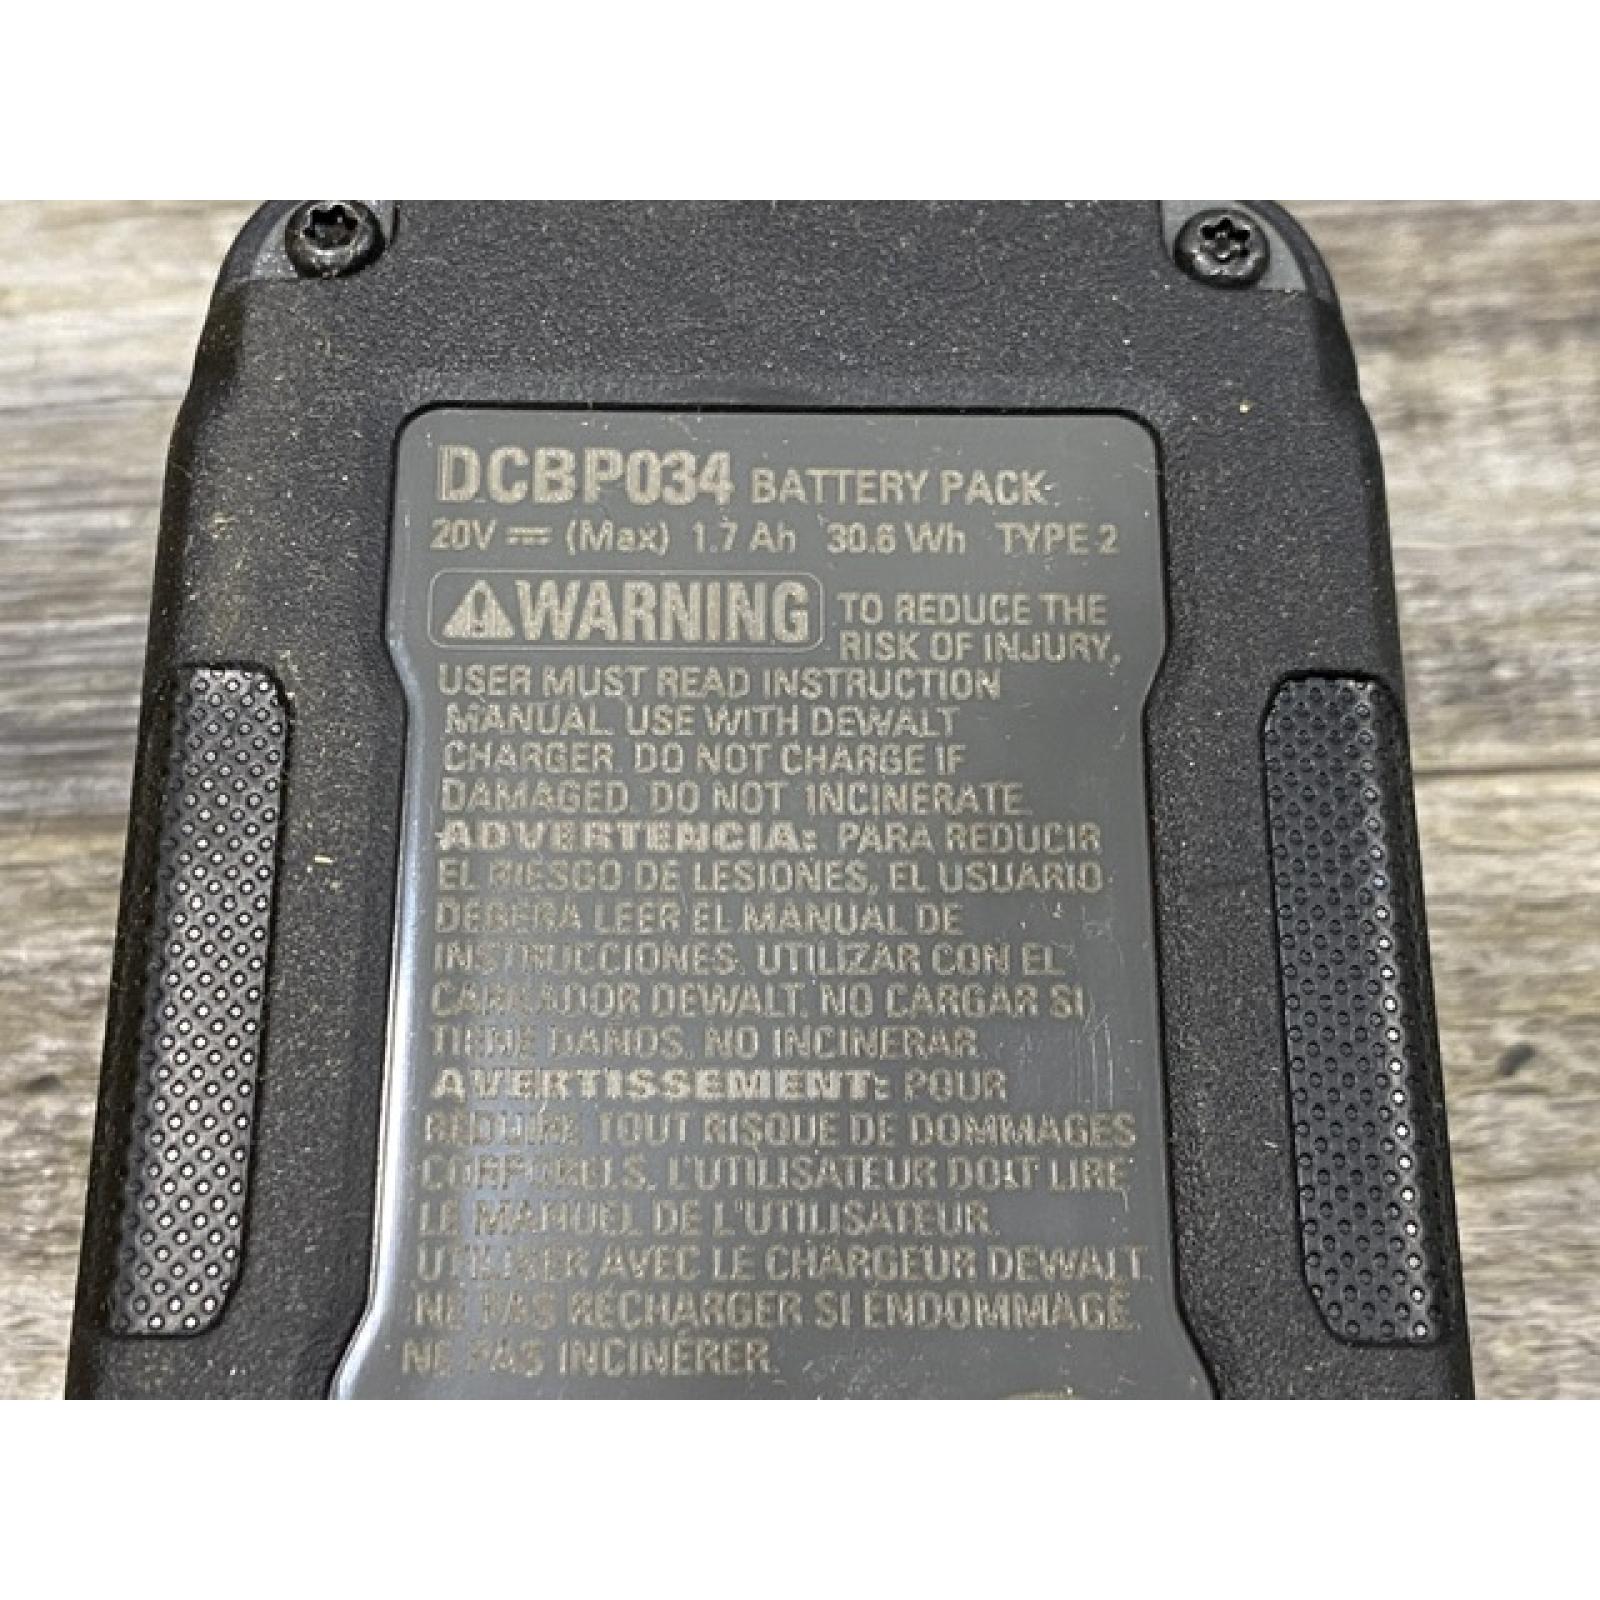 DCBP034 BATTERY PACK
20V ⎓ (Max) 1.7 Ah 30.6 Wh TYPE 2
⚠WARNING TO REDUCE THE
RISK OF INJURY,
USER MUST READ INSTRUCTION
MANUAL. USE WITH DEWALT
CHARGER. DO NOT CHARGE IF
DAMAGED. DO NOT INCINERATE.
ADVERTENCIA: PARA REDUCIR
EL RIESGO DE LESIONES, EL USUARIO
DEBERÁ LEER EL MANUAL DE
INSTRUCCIONES. UTILIZAR CON EL
CARGADOR DEWALT. NO CARGAR SI
TIENE DAÑOS. NO INCINERAR.
AVERTISSEMENT: POUR
RÉDUIRE TOUT RISQUE DE DOMMAGES
CORPORELS, L'UTILISATEUR DOIT LIRE
LE MANUEL DE L'UTILISATEUR.
UTILISER AVEC LE CHARGEUR DEWALT.
NE PAS RECHARGER SI ENDOMMAGÉ.
NE PAS INCINÉRER.